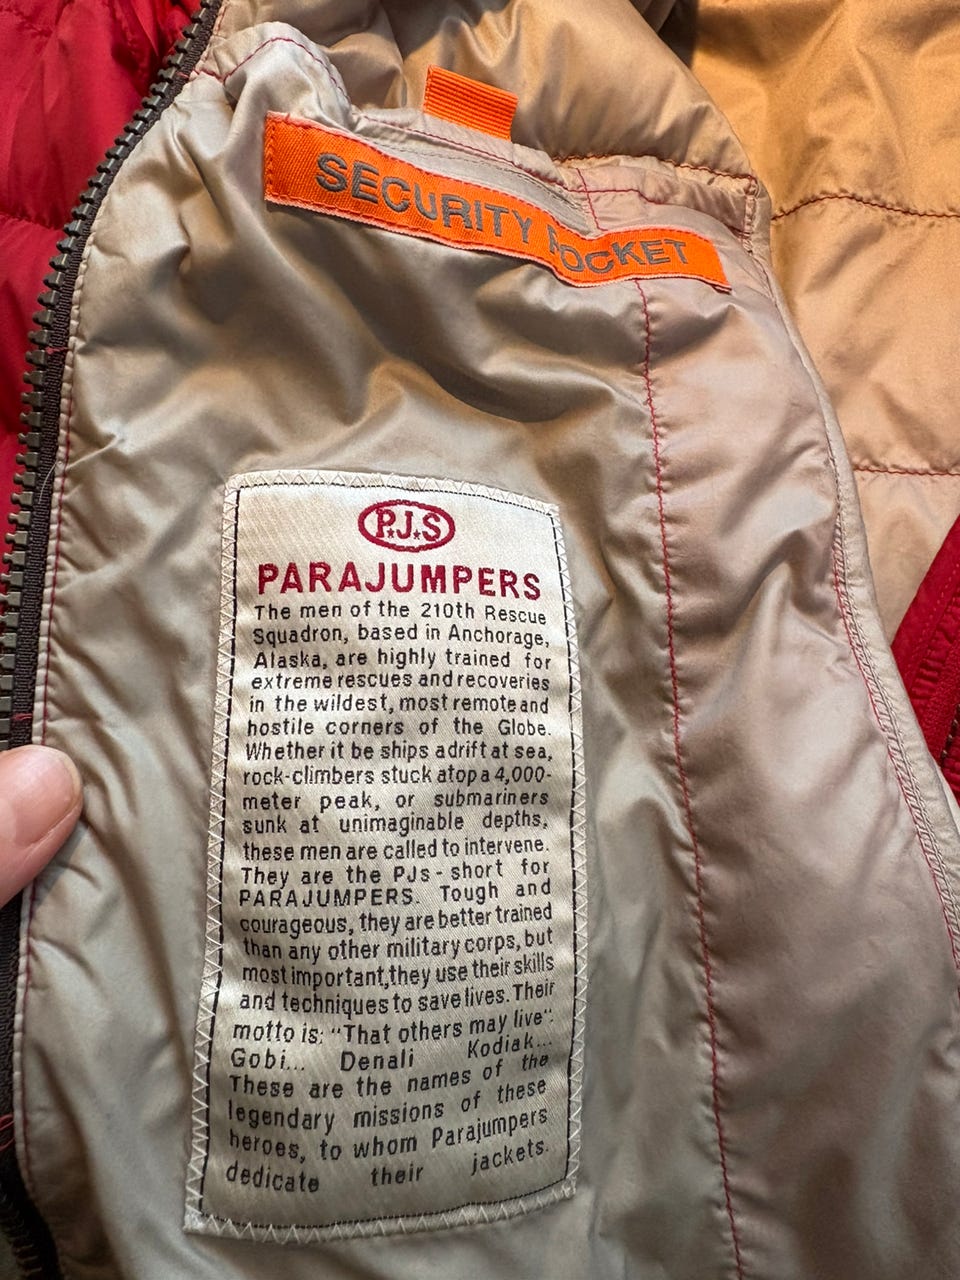 SECURITY POCKET
P.J.S
PARAJUMPERS
The men of the 210th Rescue
Squadron, based in Anchorage,
Alaska, are highly trained for
extreme rescues and recoveries
in the wildest, most remote and
hostile corners of the Globe.
Whether it be ships adrift at sea,
rock-climbers stuck atop a 4,000-
meter peak, or submariners
sunk at unimaginable depths,
these men are called to intervene.
They are the PJs - short for
PARAJUMPERS. Tough and
courageous, they are better trained
than any other military corps, but
most important,they use their skills
and techniques to save lives. Their
motto is: "That others may live".
Gobi... Denali Kodiak...
These are the names of the
legendary missions of these
heroes, to whom Parajumpers
dedicate their jackets.